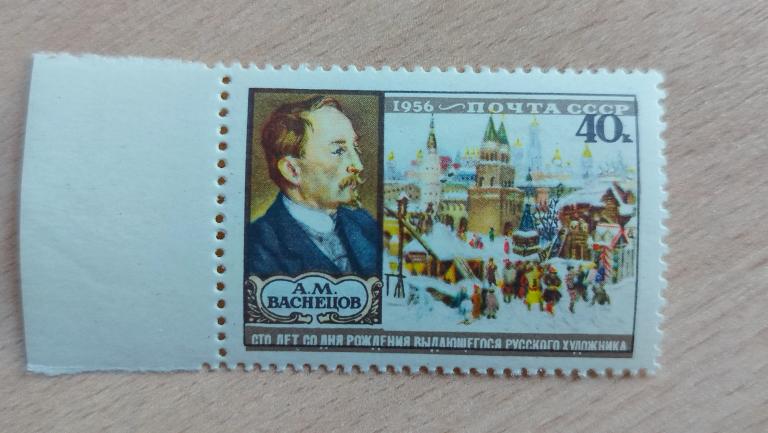 1956 ПОЧТА СССР
40к
А.М.
ВАСНЕЦОВ
СТО ЛЕТ СО ДНЯ РОЖДЕНИЯ ВЫДАЮЩЕГОСЯ РУССКОГО ХУДОЖНИКА